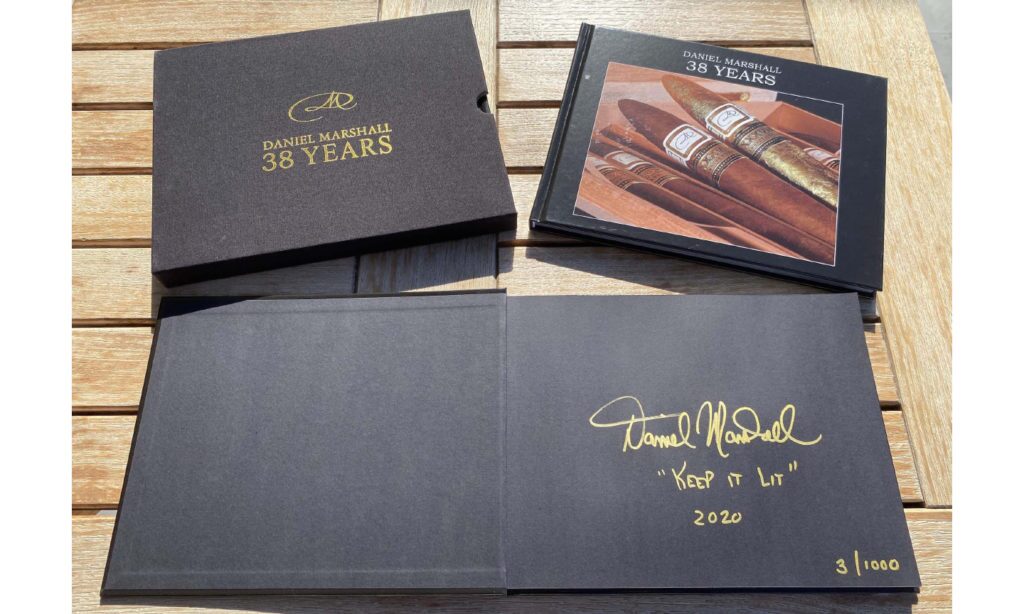 DANIEL MARSHALL
38 YEARS
DANIEL MARSHALL
38 YEARS
Daniel Marshall
"KEEP IT LIT"
2020
3/1000